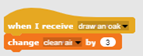 when I receive draw an oak
change clean air by 3